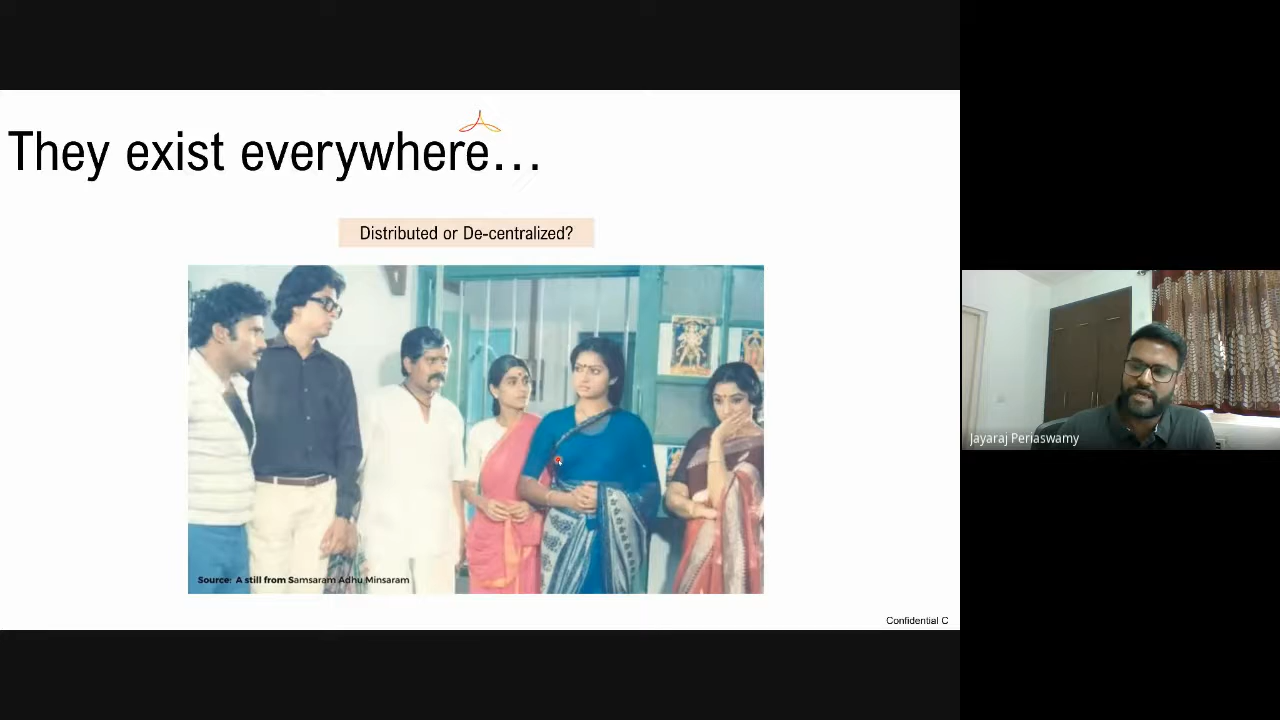 They exist everywhere...
Distributed or De-centralized?
Source: A still from Samsaram Adhu Minsaram
Confidential C
Jayaraj Periaswamy